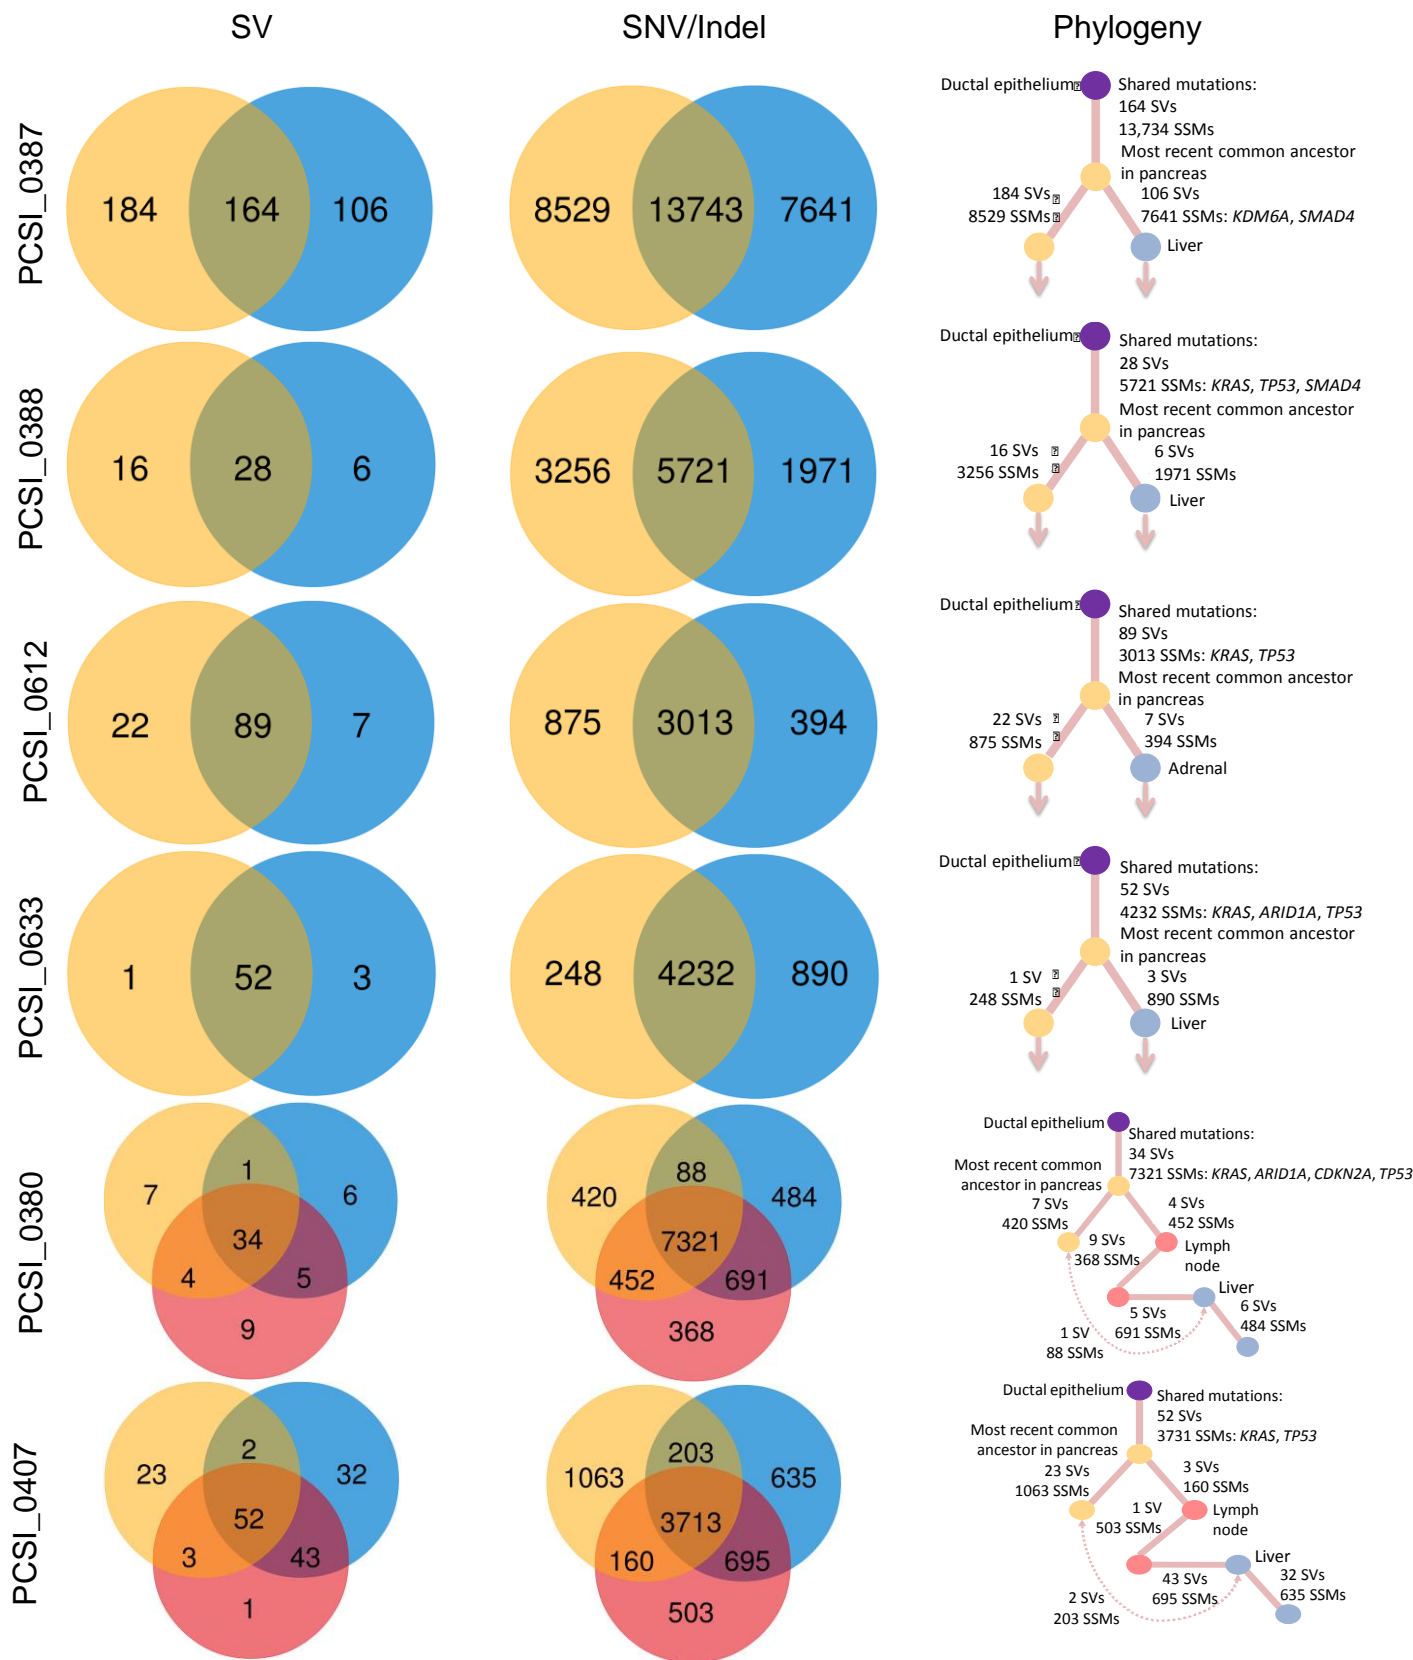 SV
SNV/Indel
Phylogeny
PCSI_0387
184
164
106
8529
13743
7641
Ductal epithelium
Shared mutations:
164 SVs
13,734 SSMs
Most recent common ancestor
in pancreas
184 SVs
8529 SSMs
106 SVs
7641 SSMs: KDM6A, SMAD4
Liver
PCSI_0388
16
28
6
3256
5721
1971
Ductal epithelium
Shared mutations:
28 SVs
5721 SSMs: KRAS, TP53, SMAD4
Most recent common ancestor
in pancreas
16 SVs
3256 SSMs
6 SVs
1971 SSMs
Liver
PCSI_0612
22
89
7
875
3013
394
Ductal epithelium
Shared mutations:
89 SVs
3013 SSMs: KRAS, TP53
Most recent common ancestor
in pancreas
22 SVs
875 SSMs
7 SVs
394 SSMs
Adrenal
PCSI_0633
1
52
3
248
4232
890
Ductal epithelium
Shared mutations:
52 SVs
4232 SSMs: KRAS, ARID1A, TP53
Most recent common ancestor
in pancreas
1 SV
248 SSMs
3 SVs
890 SSMs
Liver
PCSI_0380
7
1
6
34
4
5
9
420
88
484
7321
452
691
368
Ductal epithelium
Shared mutations:
34 SVs
7321 SSMs: KRAS, ARID1A, CDKN2A, TP53
Most recent common
ancestor in pancreas
7 SVs
420 SSMs
4 SVs
452 SSMs
9 SVs
368 SSMs
Lymph
node
Liver
5 SVs
691 SSMs
6 SVs
484 SSMs
1 SV
88 SSMs
PCSI_0407
23
2
32
52
3
43
1
1063
203
635
3713
160
695
503
Ductal epithelium
Shared mutations:
52 SVs
3731 SSMs: KRAS, TP53
Most recent common
ancestor in pancreas
23 SVs
1063 SSMs
3 SVs
160 SSMs
1 SV
503 SSMs
Lymph
node
Liver
43 SVs
695 SSMs
32 SVs
635 SSMs
2 SVs
203 SSMs